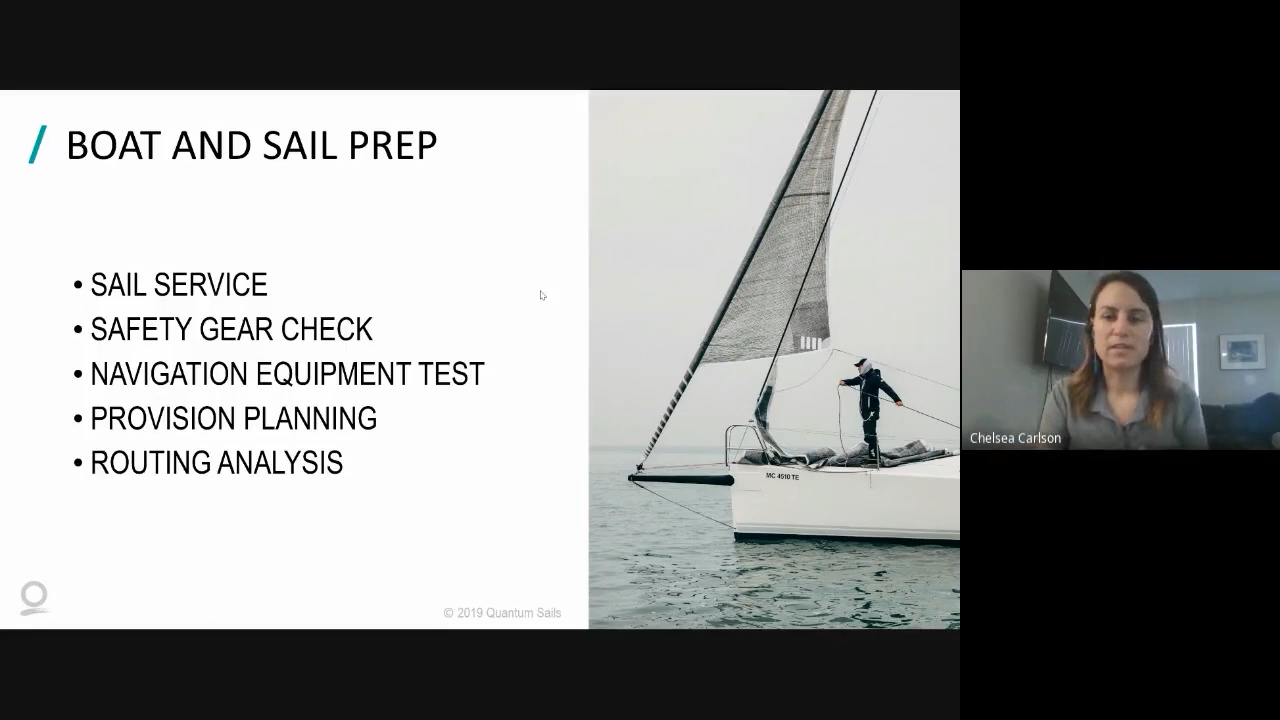 / BOAT AND SAIL PREP
• SAIL SERVICE
• SAFETY GEAR CHECK
• NAVIGATION EQUIPMENT TEST
• PROVISION PLANNING
• ROUTING ANALYSIS
© 2019 Quantum Sails
MC 4510 TE
Chelsea Carlson